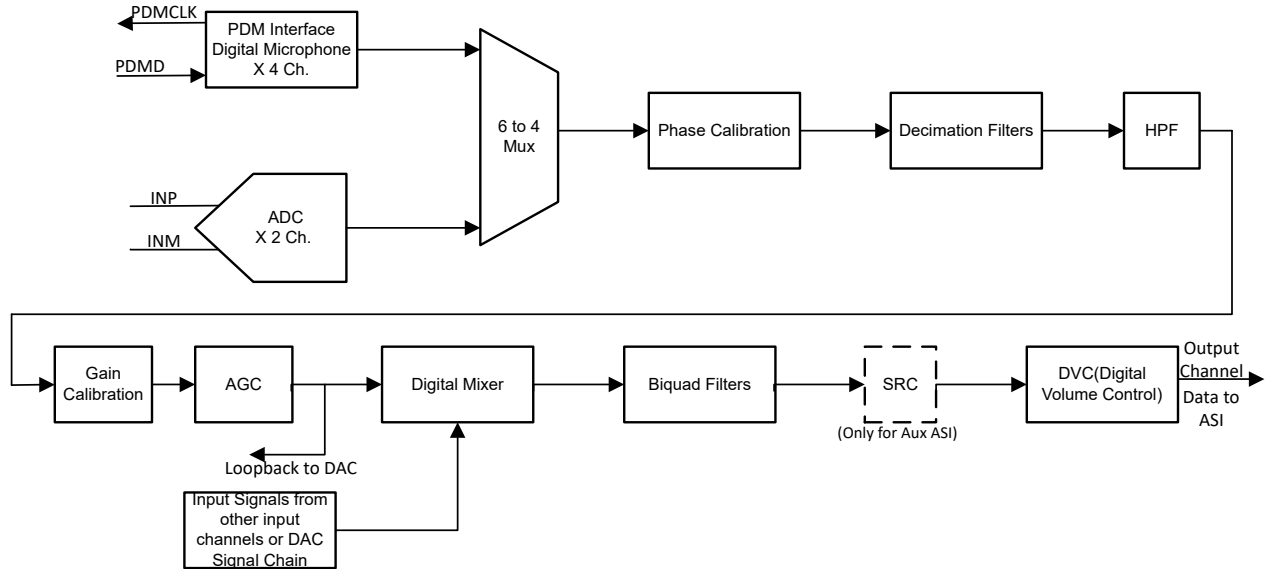 PDMCLK
PDM Interface
Digital Microphone
X 4 Ch.
PDMD
6 to 4
Mux
Phase Calibration
Decimation Filters
HPF
INP
INM
ADC
X 2 Ch.
Gain
Calibration
AGC
Digital Mixer
Biquad Filters
SRC
(Only for Aux ASI)
DVC(Digital
Volume Control)
Output
Channel
Data to
ASI
Loopback to DAC
Input Signals from
other input
channels or DAC
Signal Chain